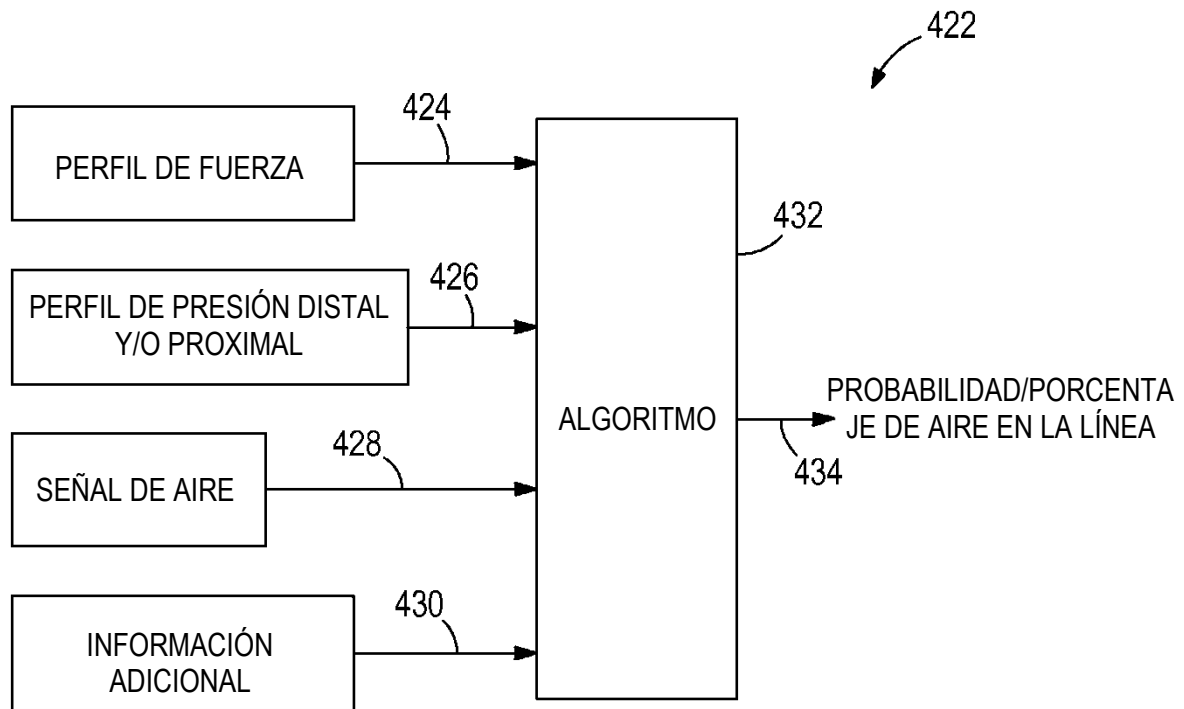 422
424
PERFIL DE FUERZA
432
426
PERFIL DE PRESIÓN DISTAL
Y/O PROXIMAL
ALGORITMO
PROBABILIDAD/PORCENTA
JE DE AIRE EN LA LÍNEA
434
428
SEÑAL DE AIRE
430
INFORMACIÓN
ADICIONAL